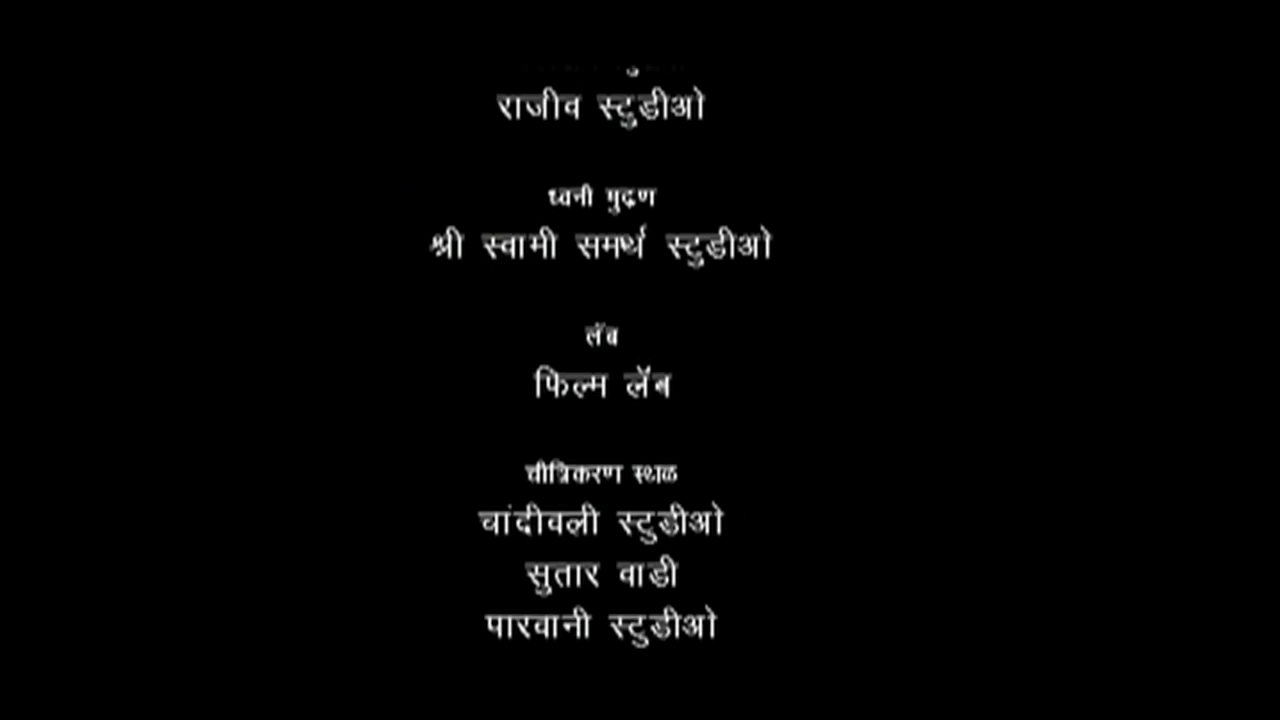 राजीव स्टुडीओ
ध्वनी मुद्रण
श्री स्वामी समर्थ स्टुडीओ
लॅब
फिल्म लॅब
चीत्रिकरण स्थळ
चांदीवली स्टुडीओ
सुतार वाडी
पारवानी स्टुडीओ